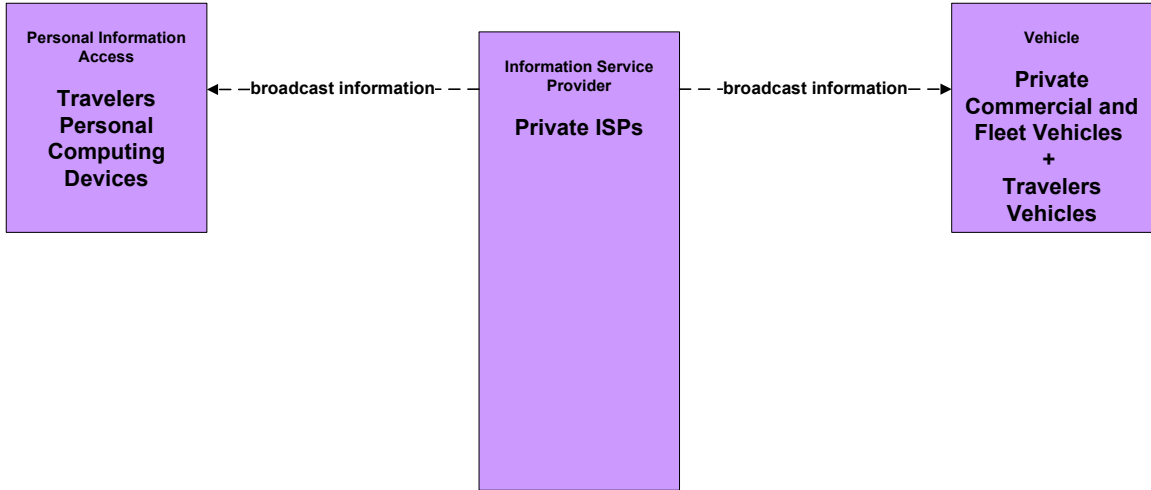 Personal Information
Access
Travelers
Personal
Computing
Devices
broadcast information
Information Service
Provider
Private ISPs
broadcast information
Vehicle
Private
Commercial and
Fleet Vehicles
+
Travelers
Vehicles